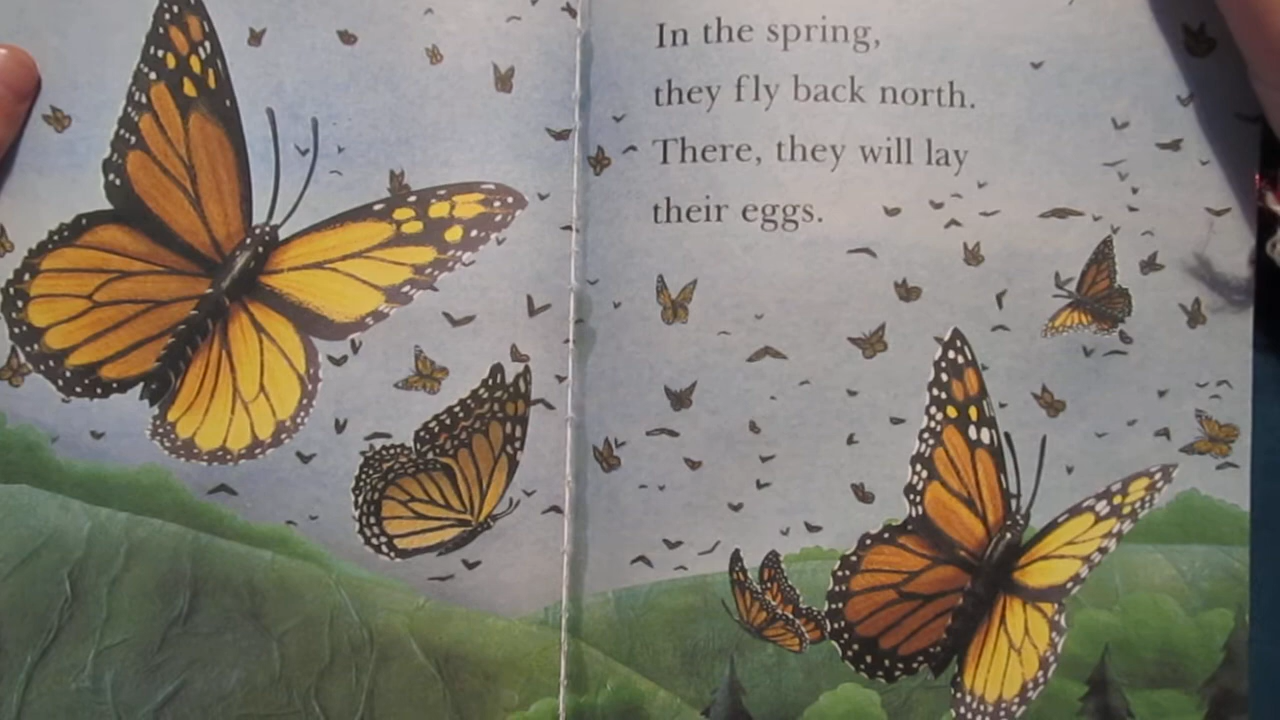 In the spring,
they fly back north.
There, they will lay
their eggs.